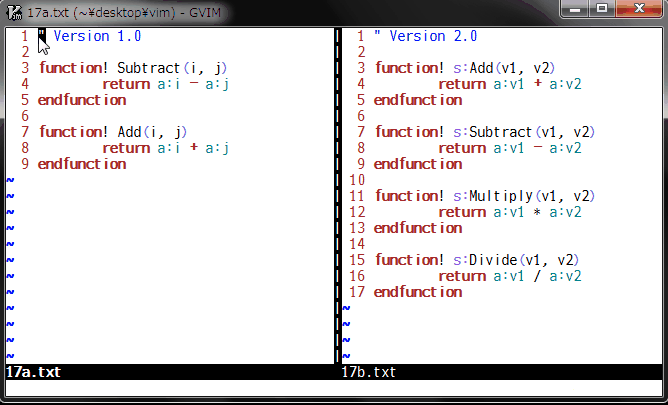 17a.txt (~¥desktop¥vim) - GVIM
1 " Version 1.0
2
3 function! Subtract(i, j)
4 return a:i - a:j
5 endfunction
6
7 function! Add(i, j)
8 return a:i + a:j
9 endfunction
~
~
~
~
~
~
~
~
~
~
~
~
17a.txt
1 " Version 2.0
2
3 function! s:Add(v1, v2)
4 return a:v1 + a:v2
5 endfunction
6
7 function! s:Subtract(v1, v2)
8 return a:v1 - a:v2
9 endfunction
10
11 function! s:Multiply(v1, v2)
12 return a:v1 * a:v2
13 endfunction
14
15 function! s:Divide(v1, v2)
16 return a:v1 / a:v2
17 endfunction
~
~
~
~
17b.txt